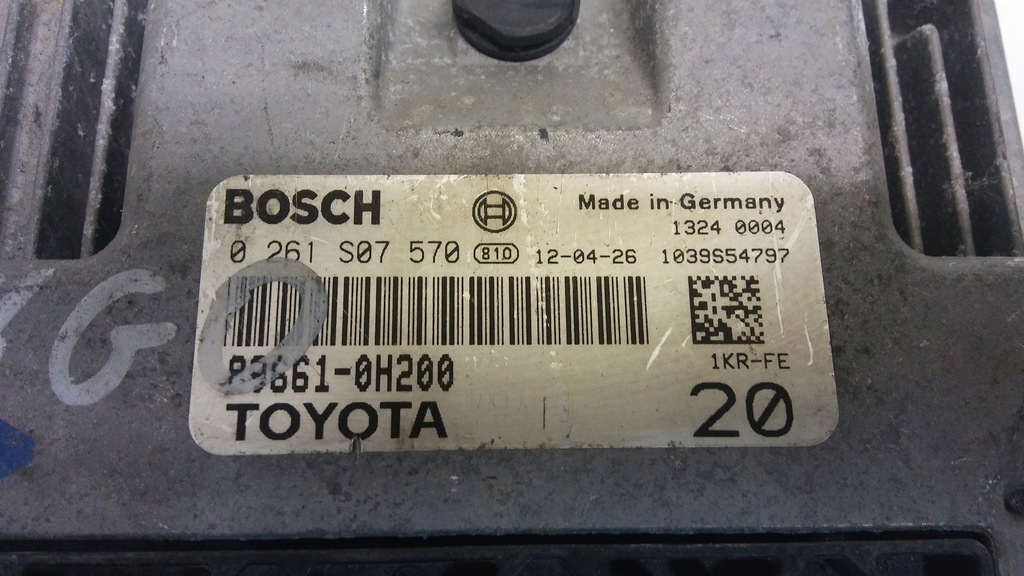 BOSCH Made in Germany
1324 0004
0 261 S07 570 810 12-04-26 1039S54797
1KR-FE
89661-0H200
TOYOTA 20
YGO